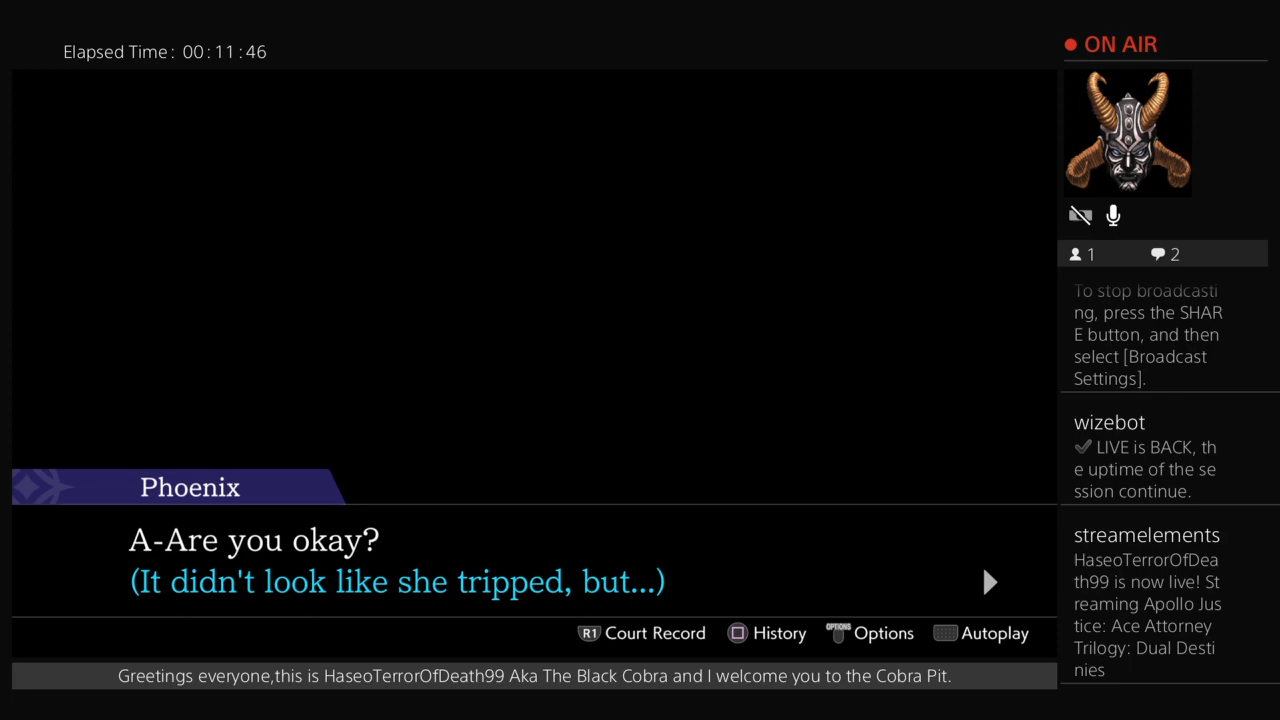 Elapsed Time: 00:11:46
ON AIR
1 2
To stop broadcasti
ng, press the SHAR
E button, and then
select [Broadcast
Settings].
wizebot
LIVE is BACK, th
e uptime of the se
ssion continue.
streamelements
HaseoTerrorOfDea
th99 is now live! St
reaming Apollo Jus
tice: Ace Attorney
Trilogy: Dual Desti
nies
Phoenix
A-Are you okay?
(It didn't look like she tripped, but...)
R1 Court Record History OPTIONS Options Autoplay
Greetings everyone,this is HaseoTerrorOfDeath99 Aka The Black Cobra and I welcome you to the Cobra Pit.